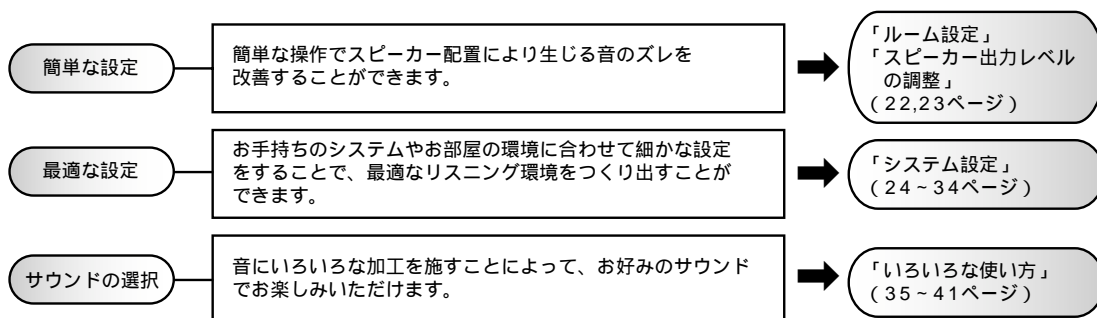 簡単な設定
簡単な操作でスピーカー配置により生じる音のズレを
改善することができます。
「ルーム設定」
「スピーカー出力レベル
の調整」
（22,23ページ）
最適な設定
お手持ちのシステムやお部屋の環境に合わせて細かな設定
をすることで、最適なリスニング環境をつくり出すことが
できます。
「システム設定」
（24～34ページ）
サウンドの選択
音にいろいろな加工を施すことによって、お好みのサウンド
でお楽しみいただけます。
「いろいろな使い方」
（35～41ページ）